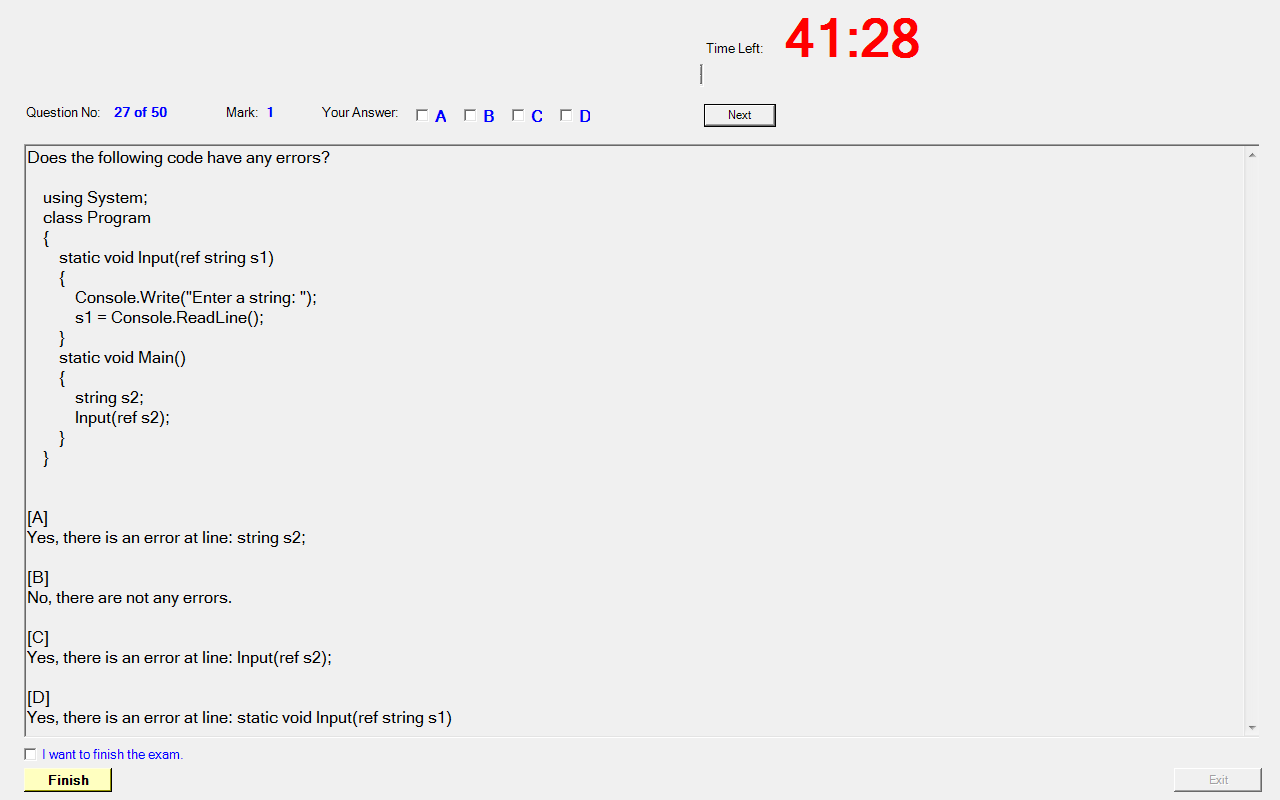 Time Left: 41:28
Question No: 27 of 50 Mark: 1 Your Answer: A B C D Next
Does the following code have any errors?
using System;
class Program
{
static void Input(ref string s1)
{
Console.Write("Enter a string: ");
s1 = Console.ReadLine();
}
static void Main()
{
string s2;
Input(ref s2);
}
}
[A]
Yes, there is an error at line: string s2;
[B]
No, there are not any errors.
[C]
Yes, there is an error at line: Input(ref s2);
[D]
Yes, there is an error at line: static void Input(ref string s1)
I want to finish the exam.
Finish Exit